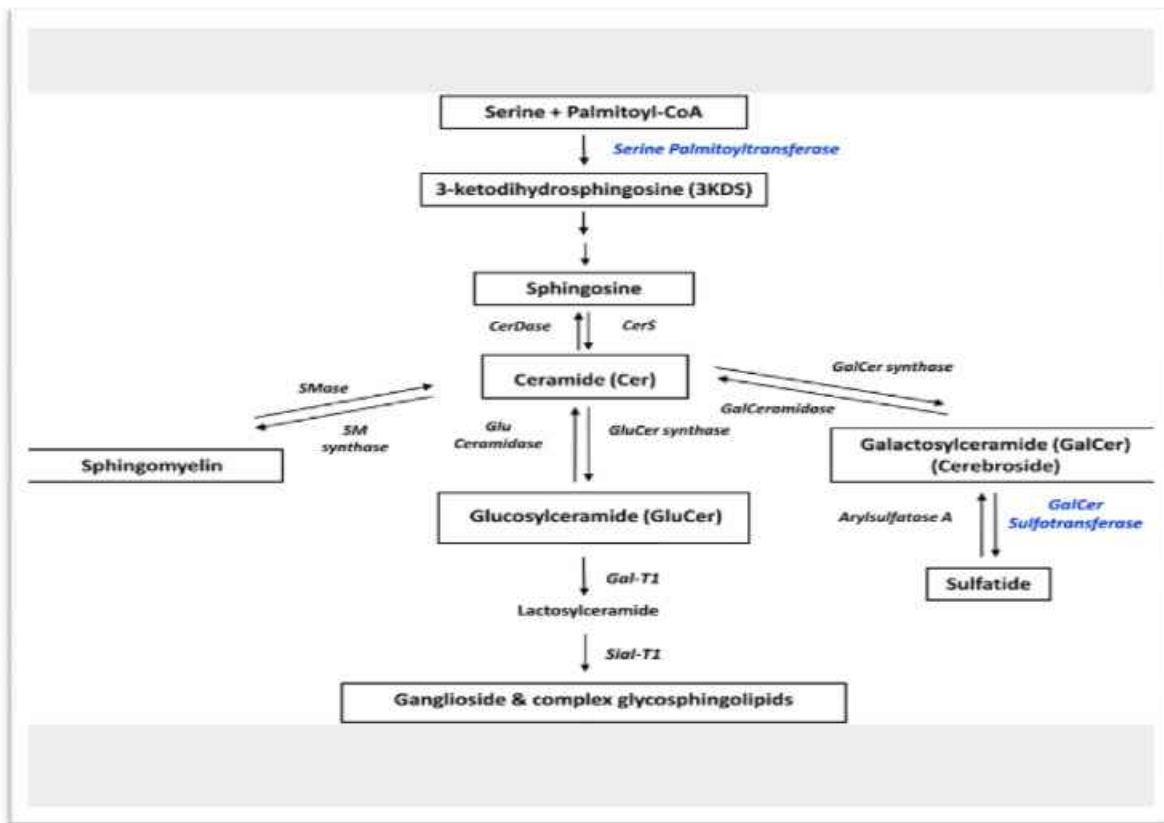 Serine + Palmitoyl-CoA
Serine Palmitoyltransferase
3-ketodihydrosphingosine (3KDS)
Sphingosine
CerDase
CerS
Ceramide (Cer)
GalCer synthase
SMase
GalCeramidase
SM
synthase
Glu
Ceramidase
GluCer synthase
Sphingomyelin
Galactosylceramide (GalCer)
(Cerebroside)
Glucosylceramide (GluCer)
Arylsulfatase A
GalCer
Sulfotransferase
Gal-T1
Sulfatide
Lactosylceramide
Sial-T1
Ganglioside & complex glycosphingolipids